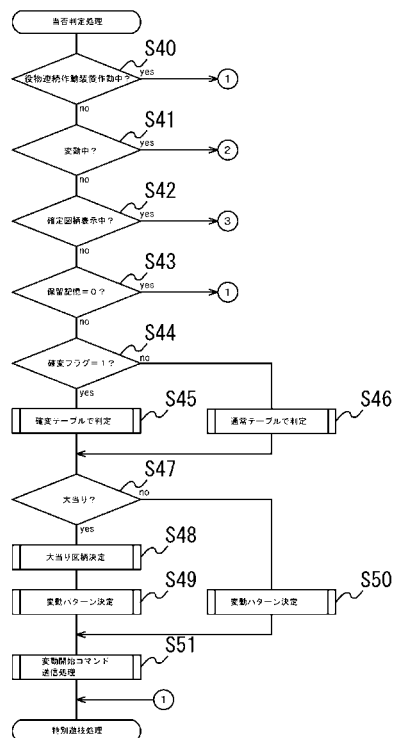 当否判定処理
S40
役物連続作動装置作動中？
yes
1
no
S41
変動中？
yes
2
no
S42
確定図柄表示中？
yes
3
no
S43
保留記憶＝0？
yes
1
no
S44
確変フラグ＝1？
no
yes
S45
確変テーブルで判定
S46
通常テーブルで判定
S47
大当り？
no
yes
S48
大当り図柄決定
S49
変動パターン決定
S50
変動パターン決定
S51
変動開始コマンド
送信処理
1
特別遊技処理